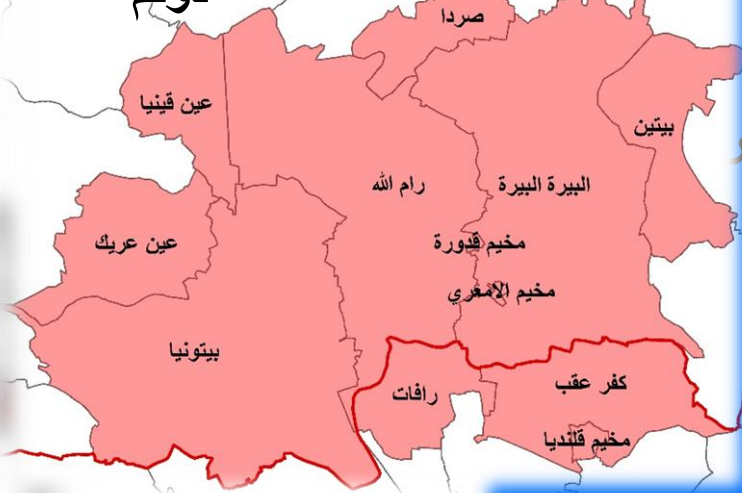 صردا
عين قينيا
بيتين
رام الله
البيرة البيرة
عين عريك
مخيم قدورة
مخيم الامعري
بيتونيا
كفر عقب
رافات
مخيم قلنديا